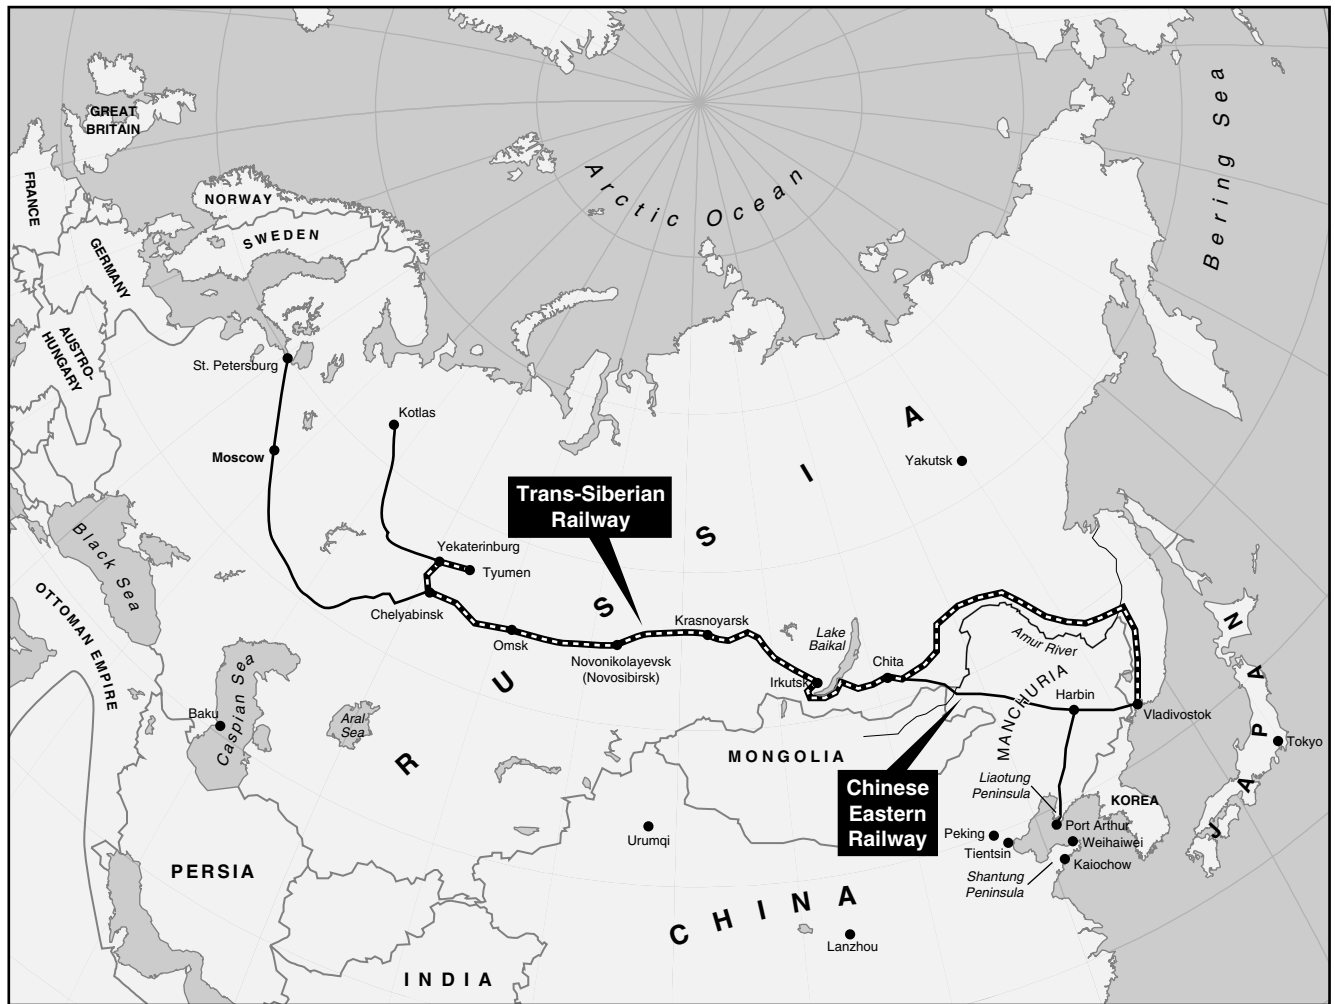 GREAT
BRITAIN
FRANCE
NORWAY
SWEDEN
GERMANY
AUSTRO-
HUNGARY
Arctic Ocean
Bering Sea
St. Petersburg
Kotlas
Moscow
Yakutsk
Trans-Siberian
Railway
RUSSIA
Black Sea
Yekaterinburg
Tyumen
Chelyabinsk
Omsk
Novonikolayevsk
(Novosibirsk)
Krasnoyarsk
Lake
Baikal
Irkutsk
Chita
Amur River
MANCHURIA
Harbin
Vladivostok
OTTOMAN EMPIRE
Baku
Caspian Sea
Aral
Sea
MONGOLIA
Chinese
Eastern
Railway
Liaotung
Peninsula
KOREA
JAPAN
Tokyo
Urumqi
Peking
Tientsin
Port Arthur
Weihaiwei
Kaiochow
Shantung
Peninsula
PERSIA
CHINA
Lanzhou
INDIA